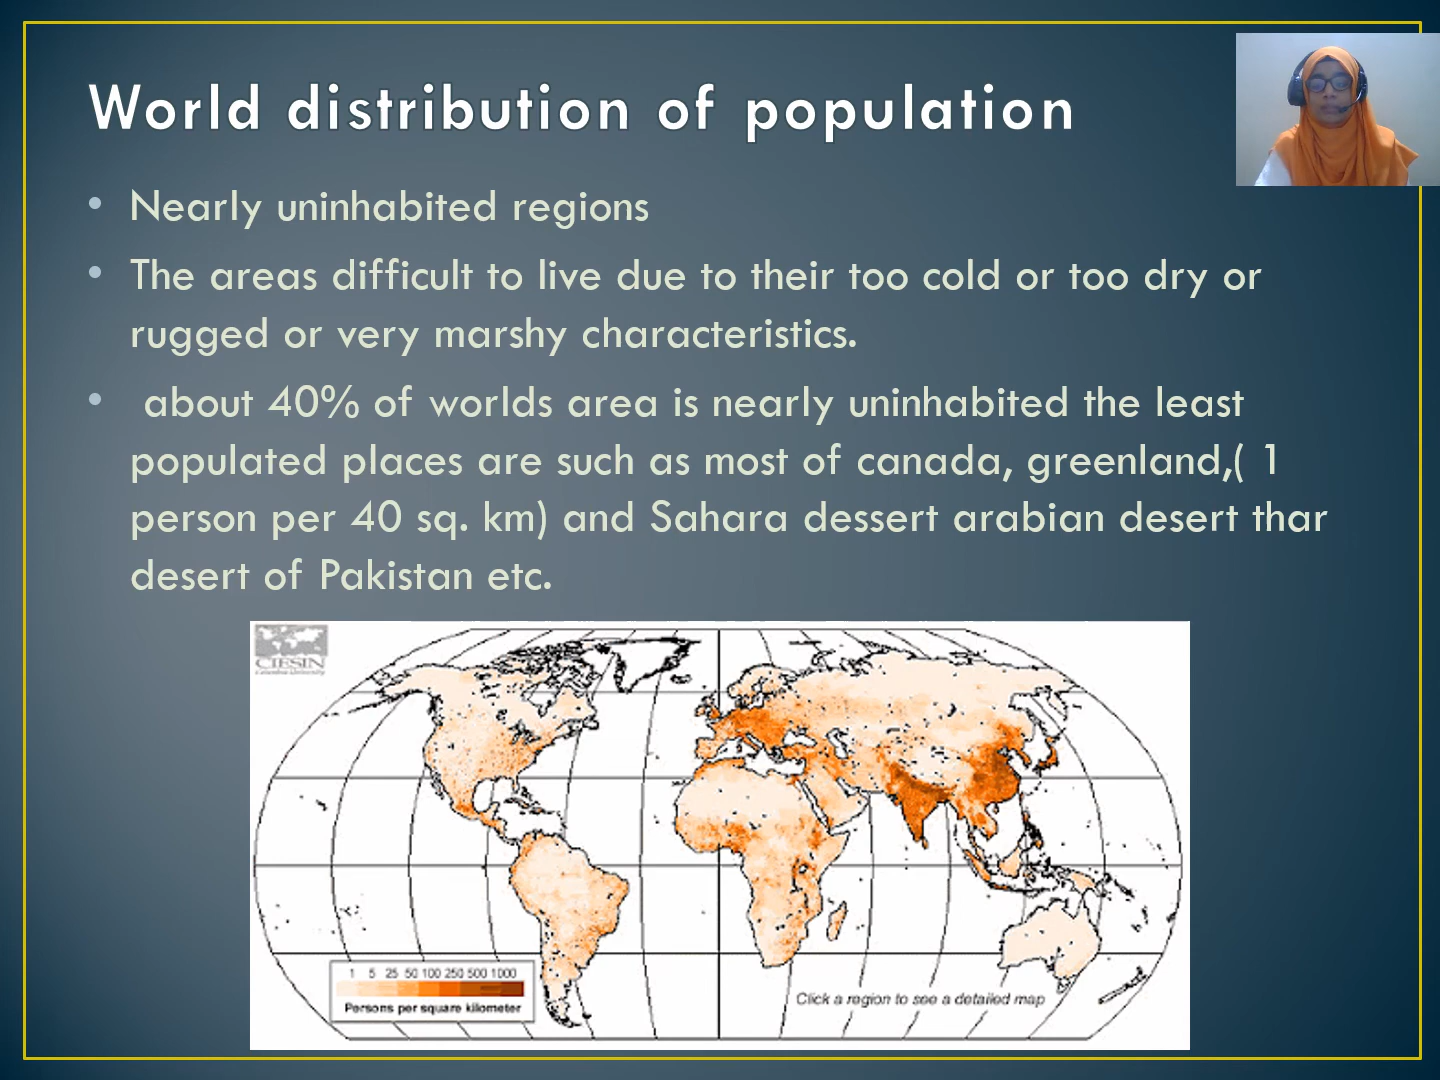 World distribution of population
• Nearly uninhabited regions
• The areas difficult to live due to their too cold or too dry or
rugged or very marshy characteristics.
• about 40% of worlds area is nearly uninhabited the least
populated places are such as most of canada, greenland,( 1
person per 40 sq. km) and Sahara dessert arabian desert thar
desert of Pakistan etc.
CIESIN
Columbia University
1 5 25 50 100 250 500 1000
Persons per square kilometer
Click a region to see a detailed map